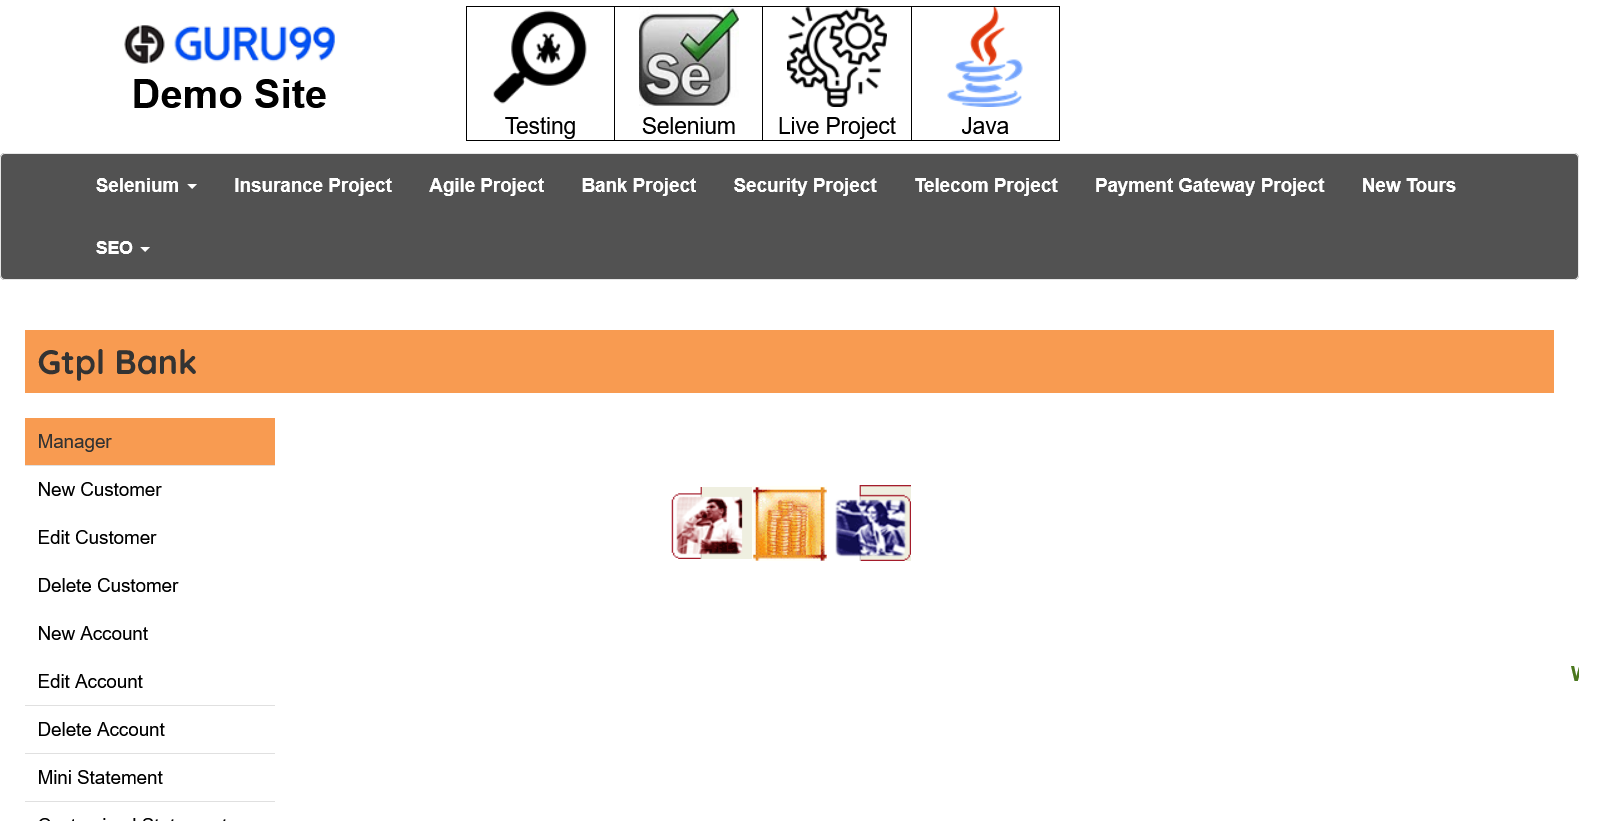 GURU99
Demo Site
Se
Testing
Selenium
Live Project
Java
Selenium
Insurance Project
Agile Project
Bank Project
Security Project
Telecom Project
Payment Gateway Project
New Tours
SEO
Gtpl Bank
Manager
New Customer
Edit Customer
Delete Customer
New Account
Edit Account
Delete Account
Mini Statement